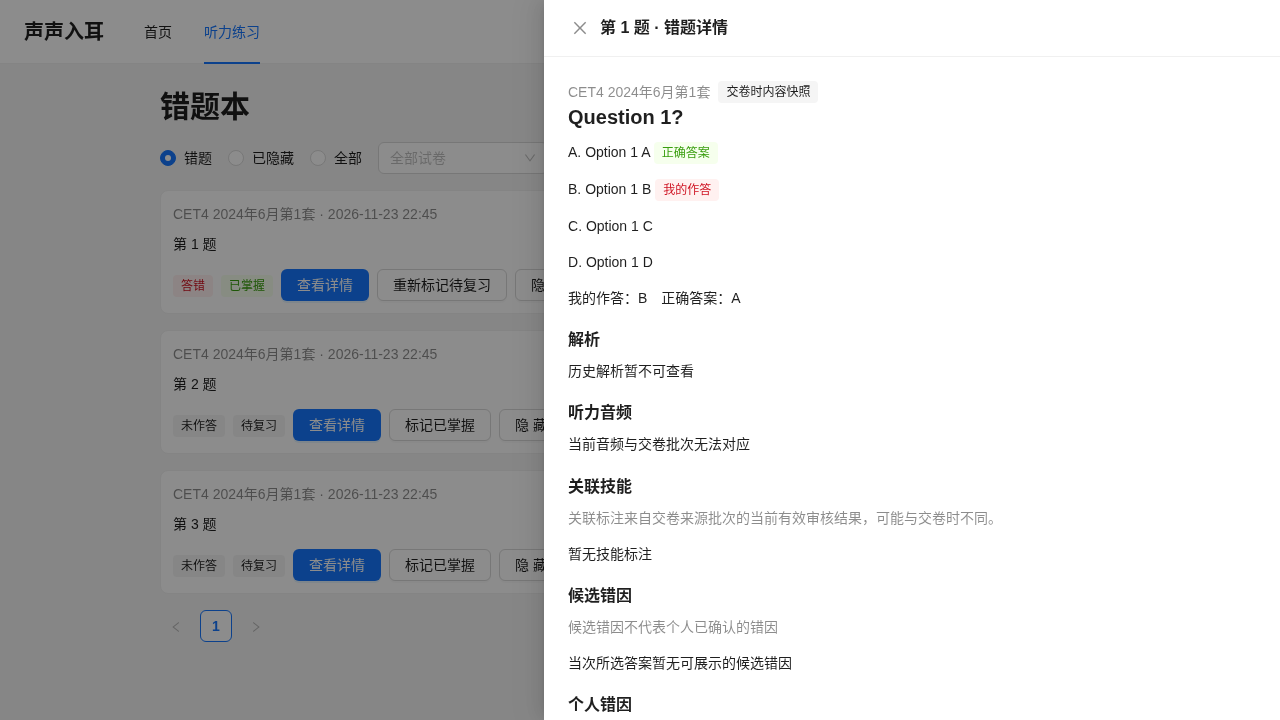 声声入耳
首页
听力练习
错题本
错题
已隐藏
全部
全部试卷
CET4 2024年6月第1套 · 2026-11-23 22:45
第 1 题
答错
已掌握
查看详情
重新标记待复习
隐
CET4 2024年6月第1套 · 2026-11-23 22:45
第 2 题
未作答
待复习
查看详情
标记已掌握
隐 藏
CET4 2024年6月第1套 · 2026-11-23 22:45
第 3 题
未作答
待复习
查看详情
标记已掌握
隐 藏
1
第 1 题 · 错题详情
CET4 2024年6月第1套 交卷时内容快照
Question 1?
A. Option 1 A 正确答案
B. Option 1 B 我的作答
C. Option 1 C
D. Option 1 D
我的作答：B 正确答案：A
解析
历史解析暂不可查看
听力音频
当前音频与交卷批次无法对应
关联技能
关联标注来自交卷来源批次的当前有效审核结果，可能与交卷时不同。
暂无技能标注
候选错因
候选错因不代表个人已确认的错因
当次所选答案暂无可展示的候选错因
个人错因